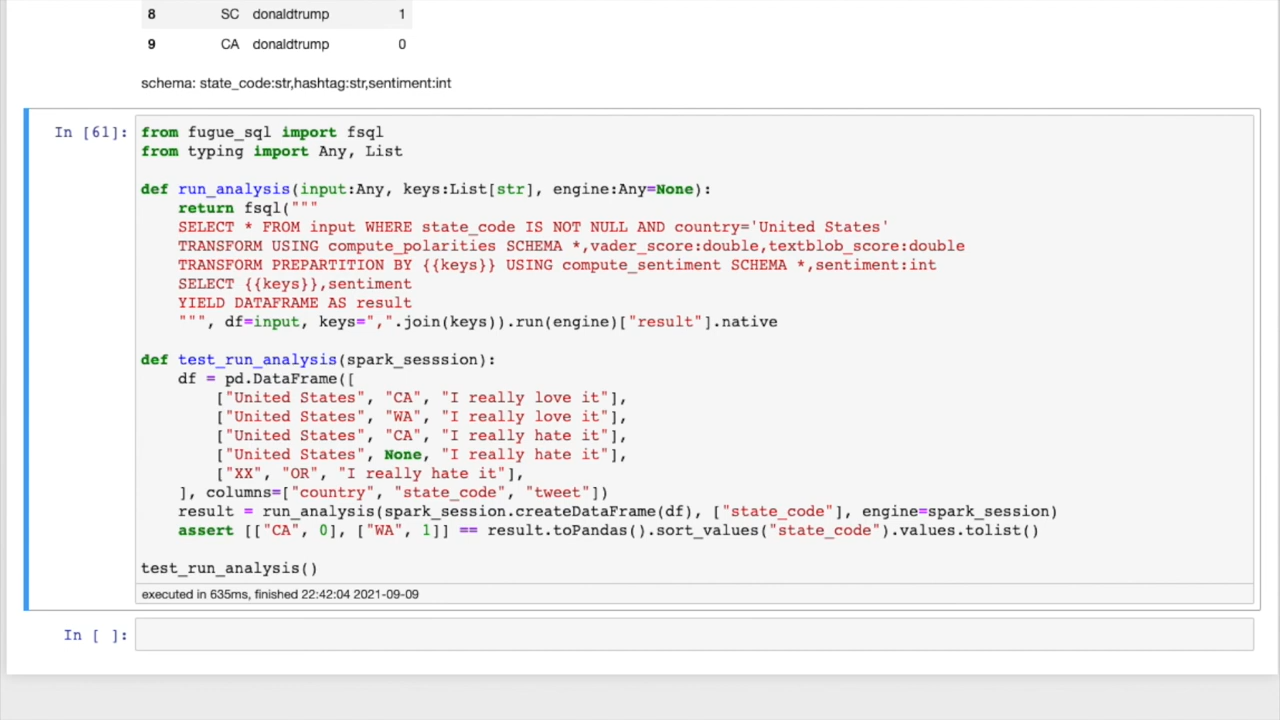 8 SC donaldtrump 1
9 CA donaldtrump 0
schema: state_code:str,hashtag:str,sentiment:int
In [61]: from fugue_sql import fsql
from typing import Any, List
def run_analysis(input:Any, keys:List[str], engine:Any=None):
return fsql("""
SELECT * FROM input WHERE state_code IS NOT NULL AND country='United States'
TRANSFORM USING compute_polarities SCHEMA *,vader_score:double,textblob_score:double
TRANSFORM PREPARTITION BY {{keys}} USING compute_sentiment SCHEMA *,sentiment:int
SELECT {{keys}},sentiment
YIELD DATAFRAME AS result
""", df=input, keys=",".join(keys)).run(engine)["result"].native
def test_run_analysis(spark_sesssion):
df = pd.DataFrame([
["United States", "CA", "I really love it"],
["United States", "WA", "I really love it"],
["United States", "CA", "I really hate it"],
["United States", None, "I really hate it"],
["XX", "OR", "I really hate it"],
], columns=["country", "state_code", "tweet"])
result = run_analysis(spark_session.createDataFrame(df), ["state_code"], engine=spark_session)
assert [["CA", 0], ["WA", 1]] == result.toPandas().sort_values("state_code").values.tolist()
test_run_analysis()
executed in 635ms, finished 22:42:04 2021-09-09
In [ ]: